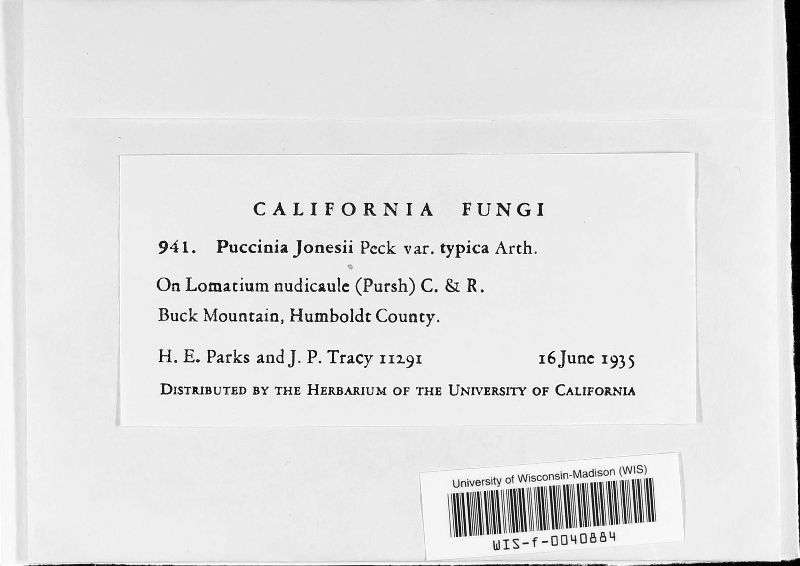 CALIFORNIA FUNGI
941. Puccinia Jonesii Peck var. typica Arth.
On Lomatium nudicaule (Pursh) C. & R.
Buck Mountain, Humboldt County.
H. E. Parks and J. P. Tracy 11291 16 June 1935
DISTRIBUTED BY THE HERBARIUM OF THE UNIVERSITY OF CALIFORNIA
University of Wisconsin-Madison (WIS)
WIS-f-0040884